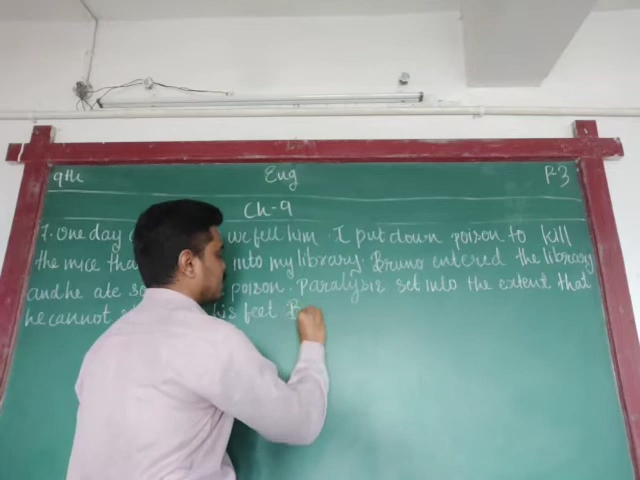 9th Eng P-3
Ch-9
7. One day we fell him. I put down poison to kill
the mice tha into my library. Bruno entered the library
and he ate so poison. Paralysis set into the extent that
he cannot his feet B